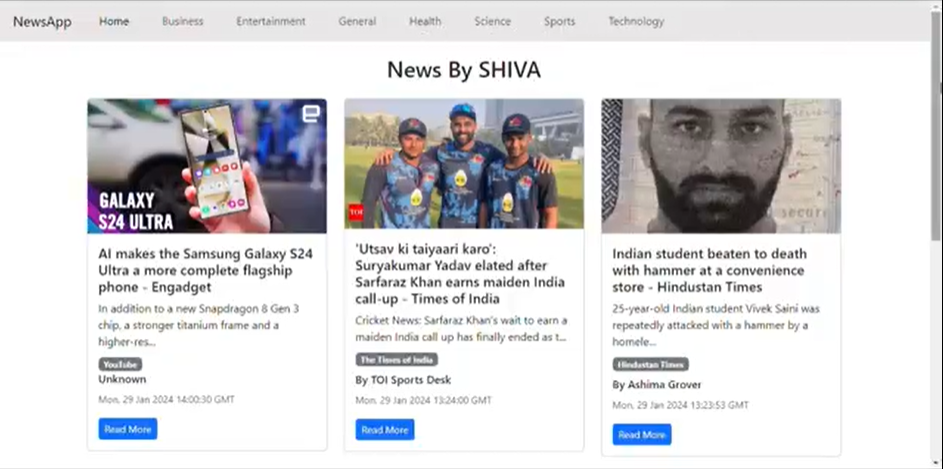 NewsApp Home Business Entertainment General Health Science Sports Technology
News By SHIVA
GALAXY
S24 ULTRA
AI makes the Samsung Galaxy S24
Ultra a more complete flagship
phone - Engadget
In addition to a new Snapdragon 8 Gen 3
chip, a stronger titanium frame and a
higher-res...
YouTube
Unknown
Mon, 29 Jan 2024 14:00:30 GMT
Read More
TOI
'Utsav ki taiyaari karo':
Suryakumar Yadav elated after
Sarfaraz Khan earns maiden India
call-up - Times of India
Cricket News: Sarfaraz Khan's wait to earn a
maiden India call up has finally ended as t...
The Times of India
By TOI Sports Desk
Mon, 29 Jan 2024 13:24:00 GMT
Read More
secure
Indian student beaten to death
with hammer at a convenience
store - Hindustan Times
25-year-old Indian student Vivek Saini was
repeatedly attacked with a hammer by a
homele...
Hindustan Times
By Ashima Grover
Mon, 29 Jan 2024 13:23:53 GMT
Read More